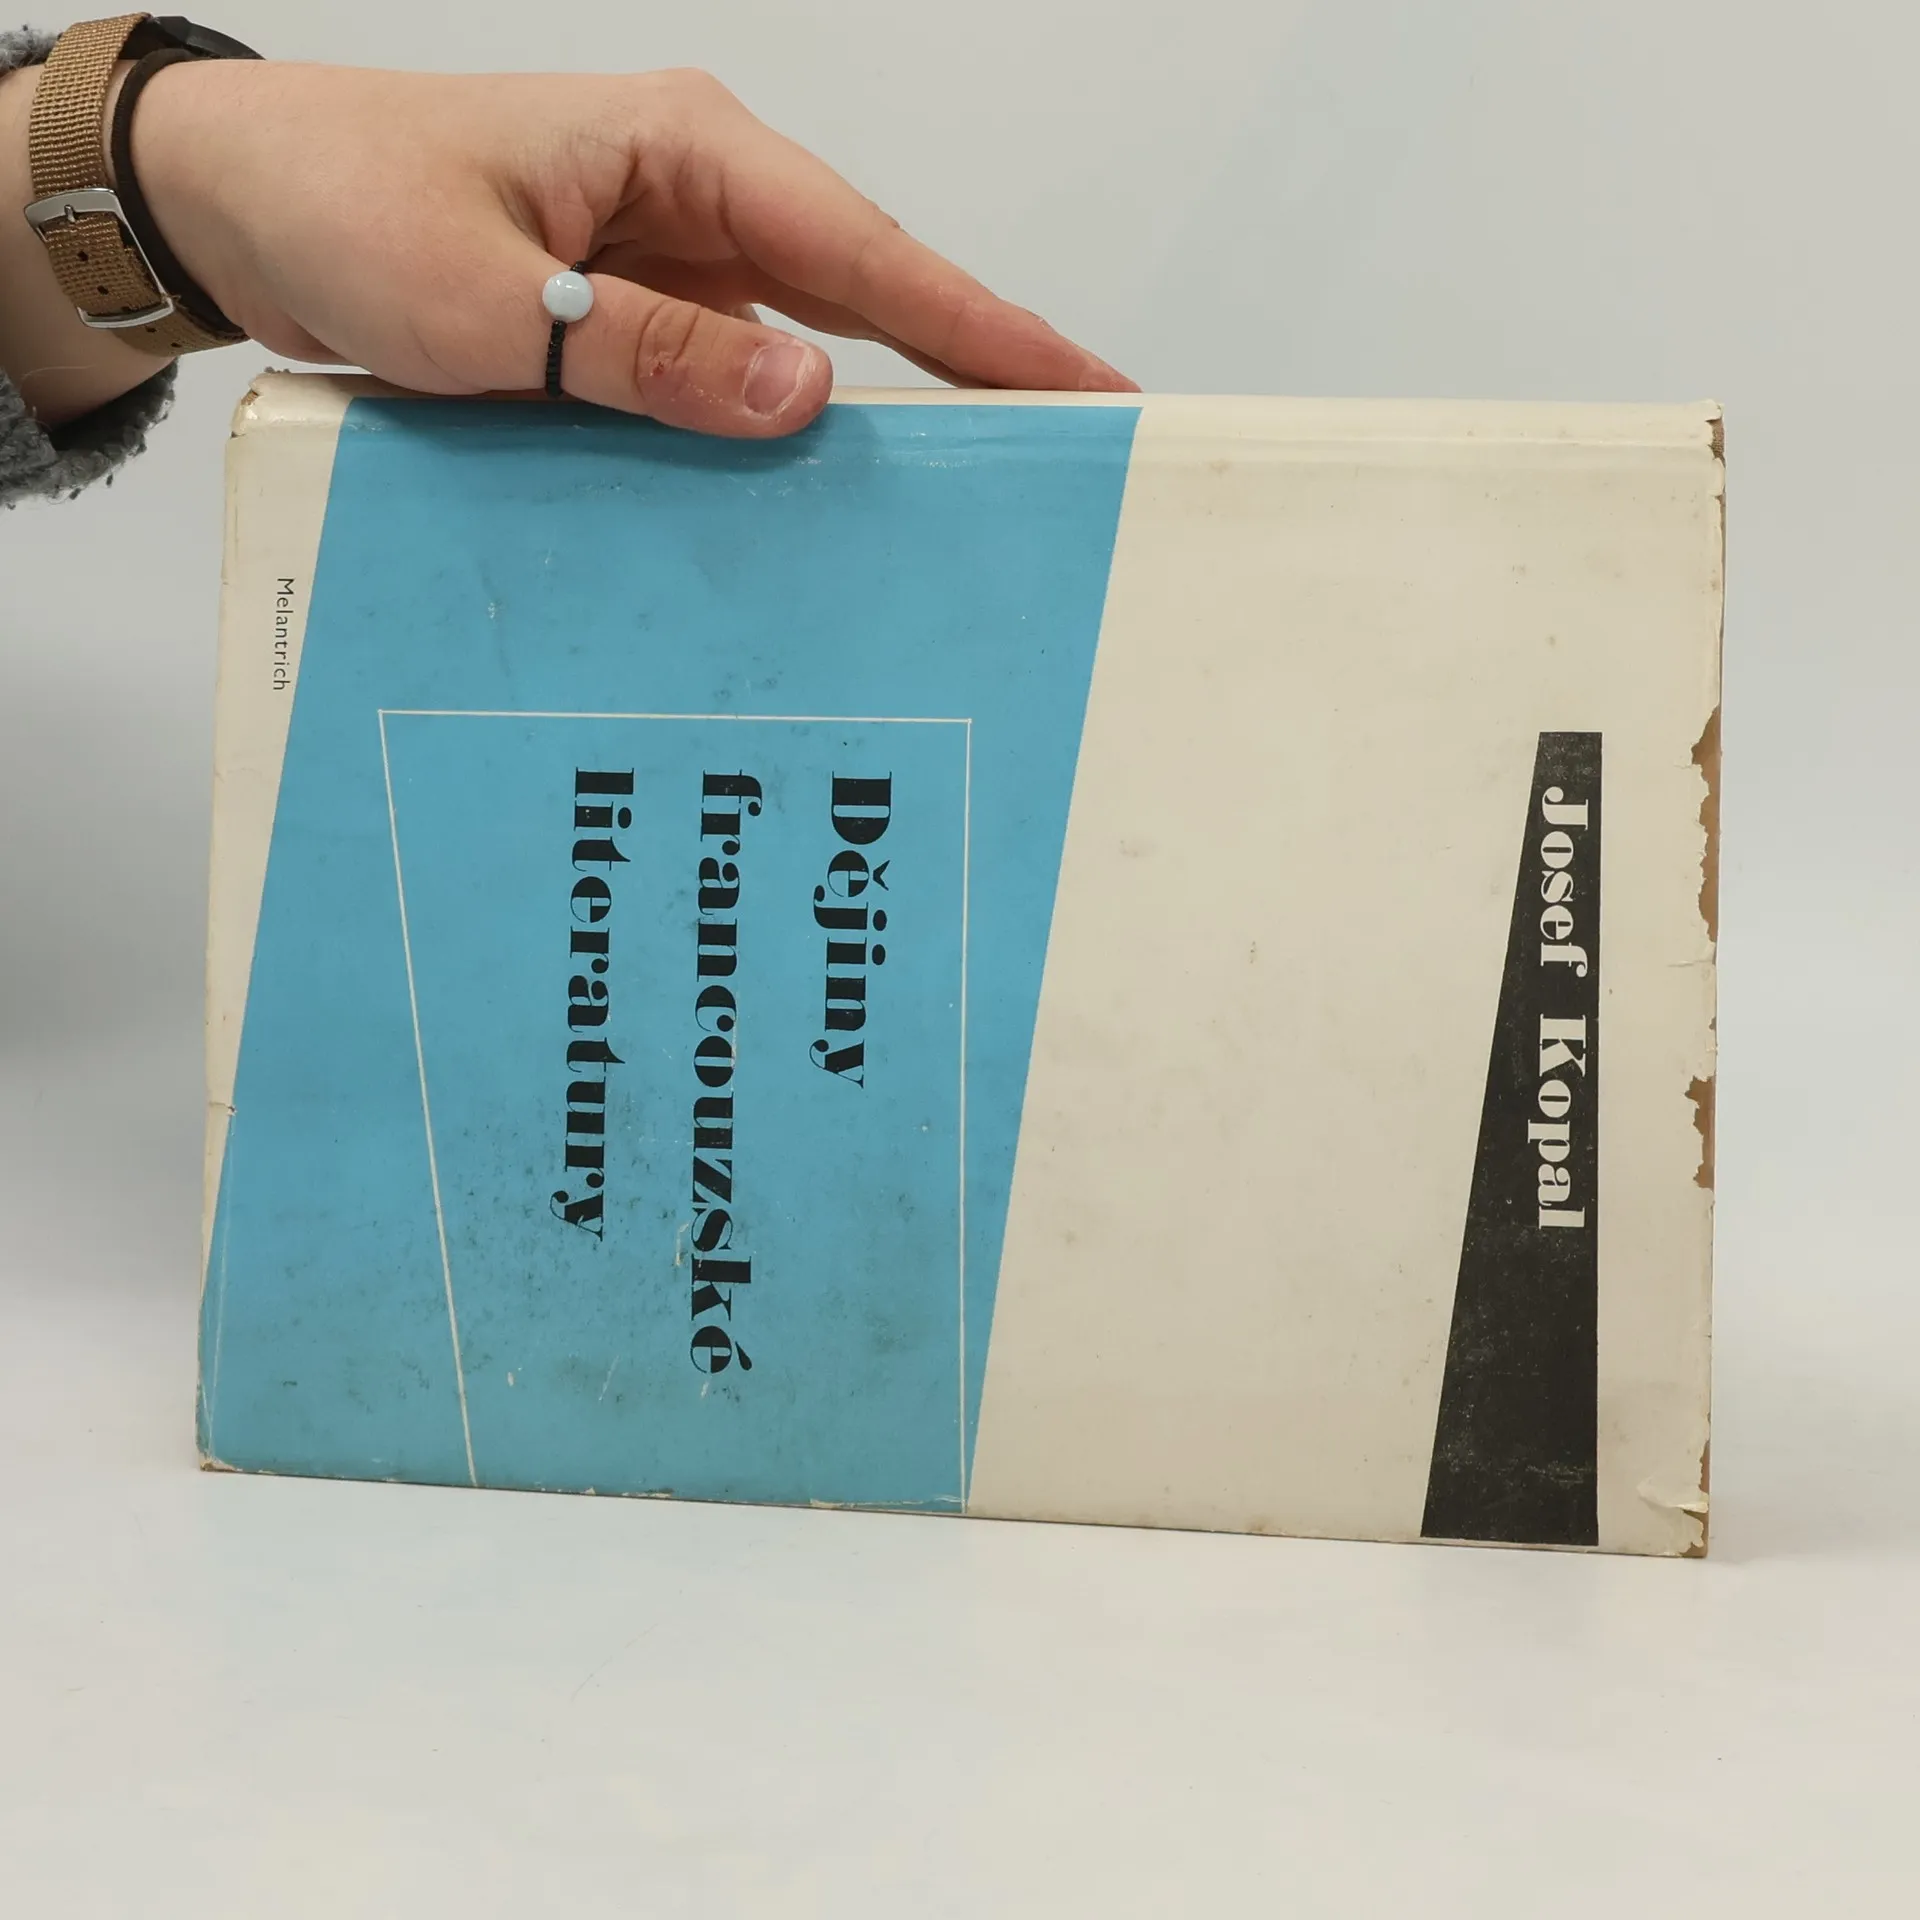 Josef Kopal
Dějiny
francouzské
literatury
Melantrich